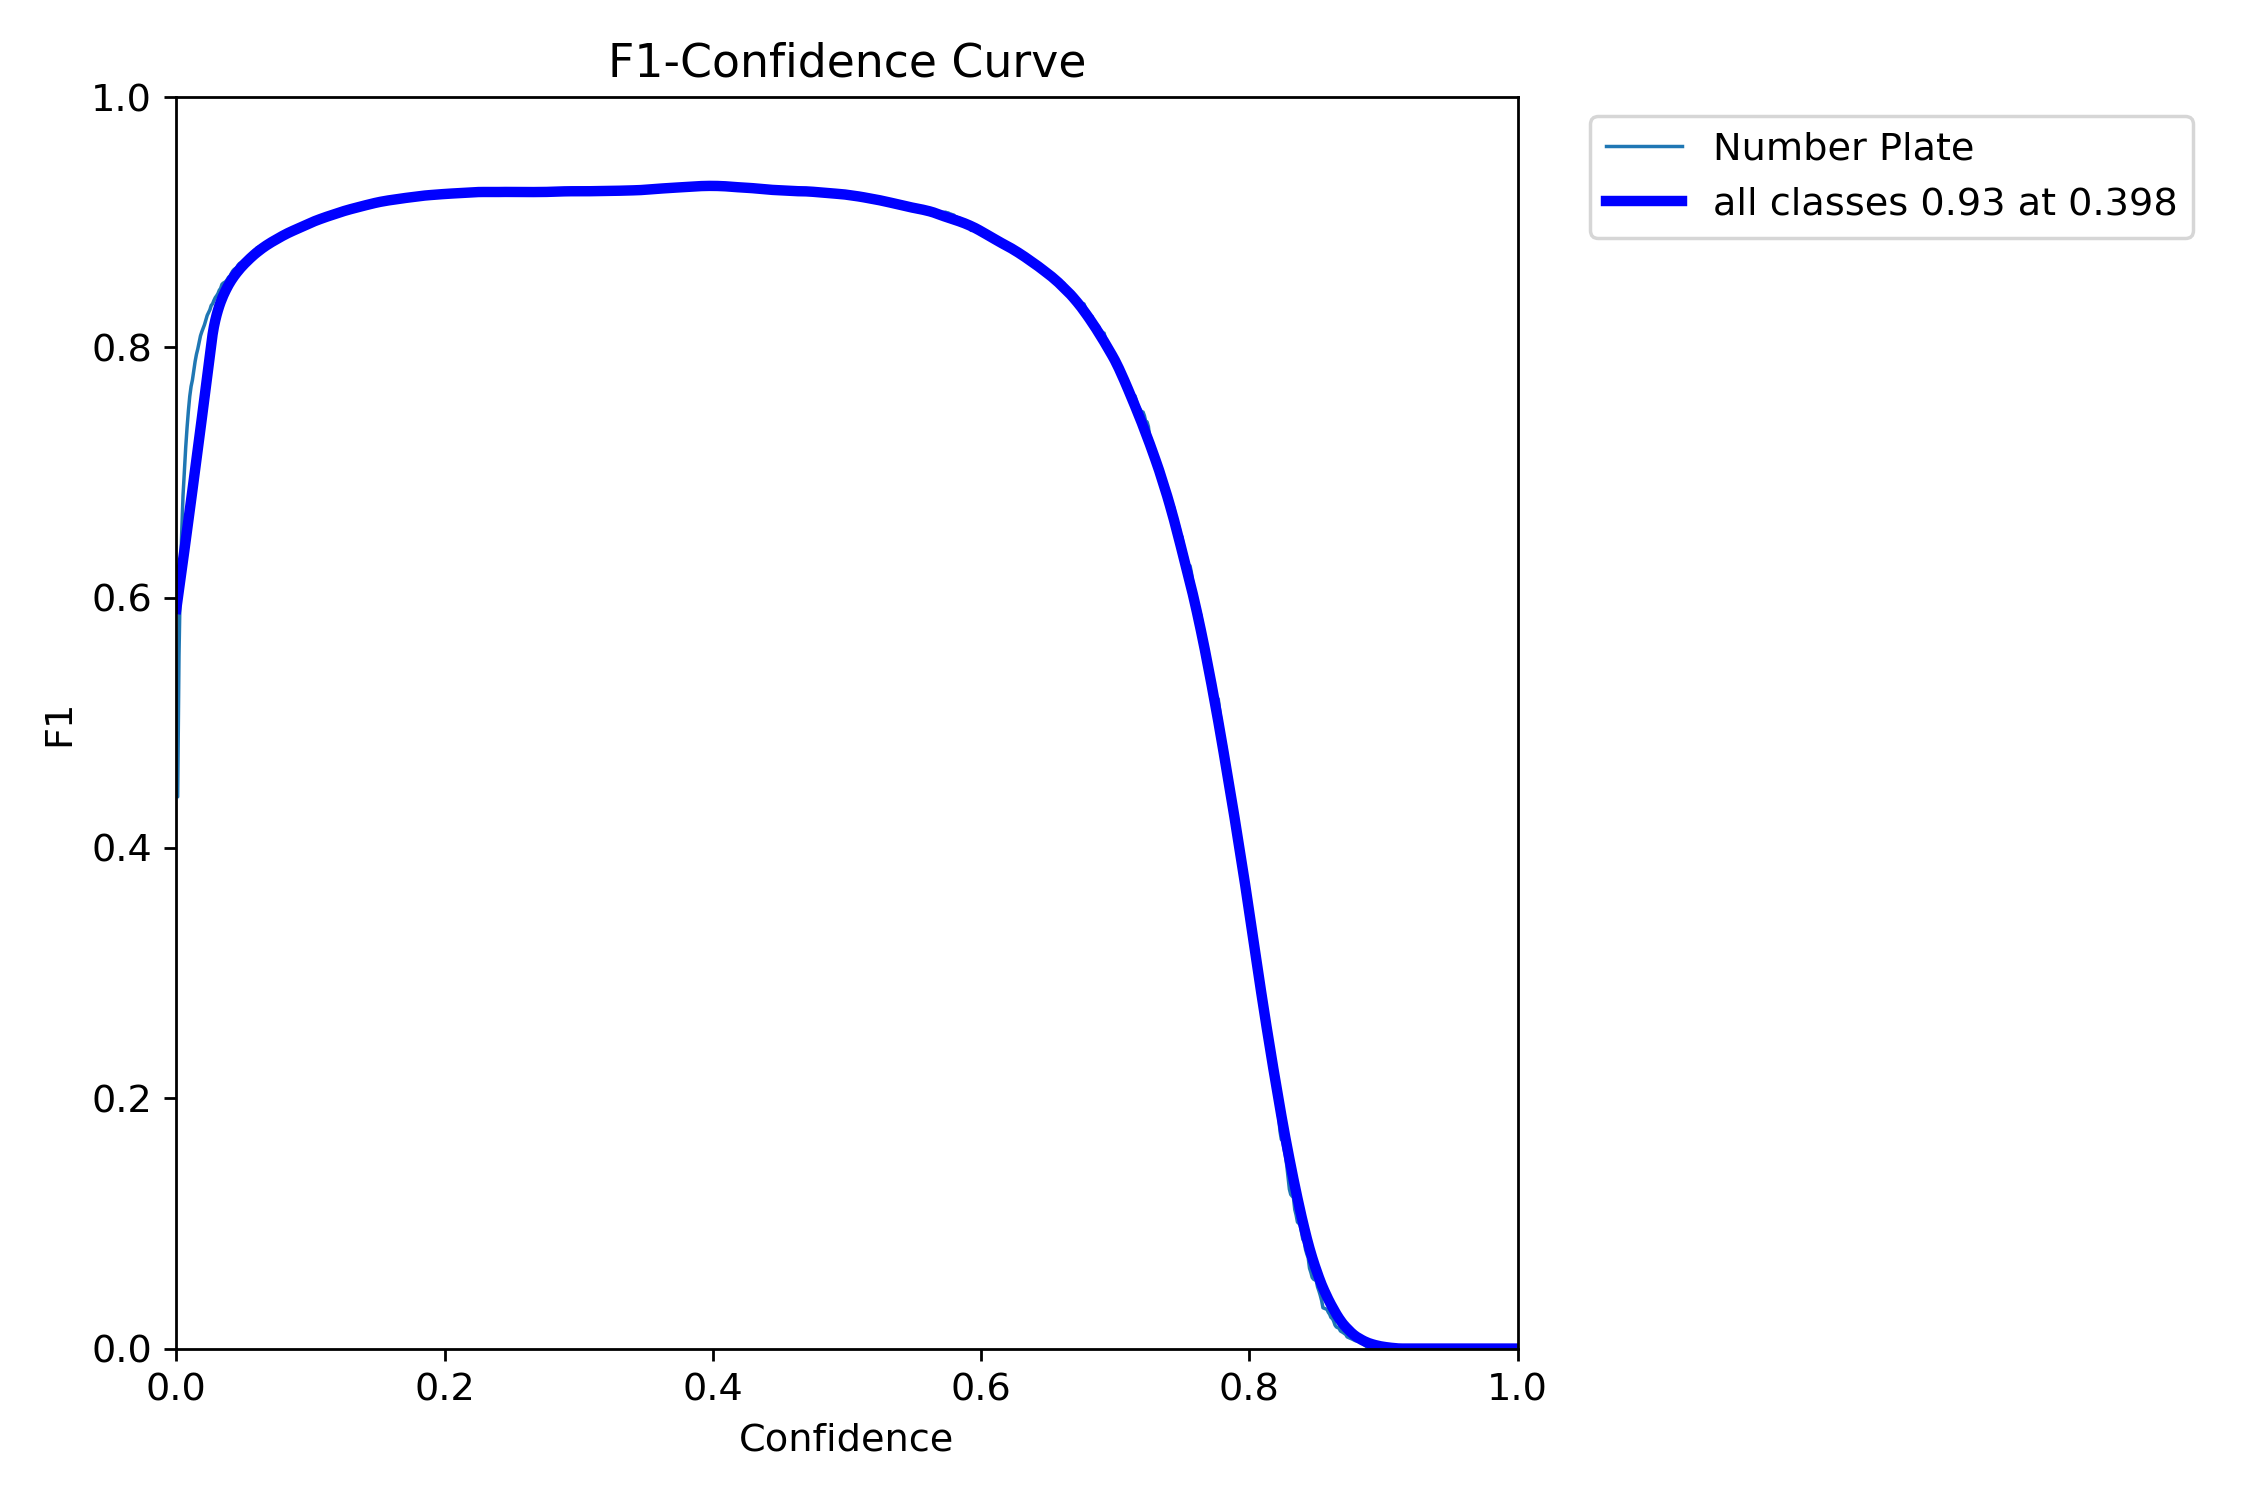 F1-Confidence Curve
1.0
0.8
0.6
0.4
0.2
0.0
F1
0.0 0.2 0.4 0.6 0.8 1.0
Confidence
Number Plate
all classes 0.93 at 0.398